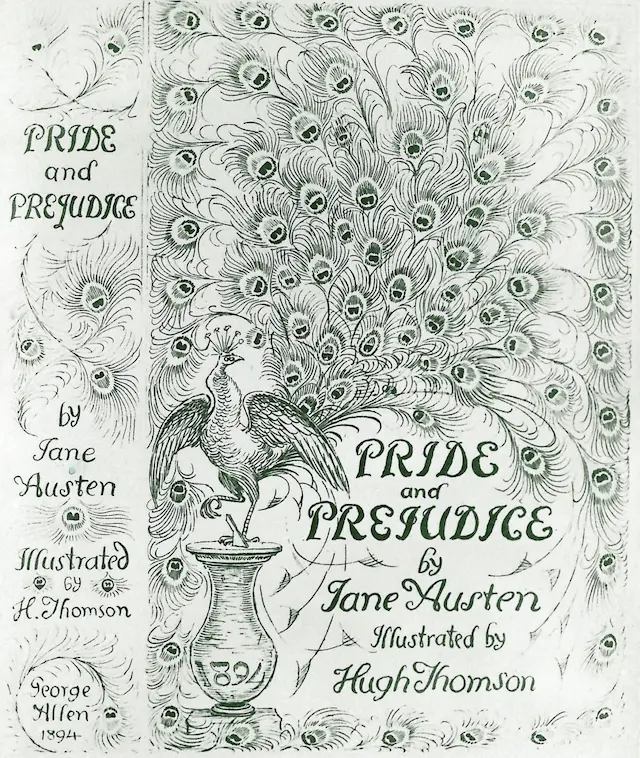 PRIDE
and
PREJUDICE
by
Jane
Austen
Illustrated
by
H. Thomson
George
Allen
1894
PRIDE
and
PREJUDICE
by
Jane Austen
Illustrated by
Hugh Thomson
1894